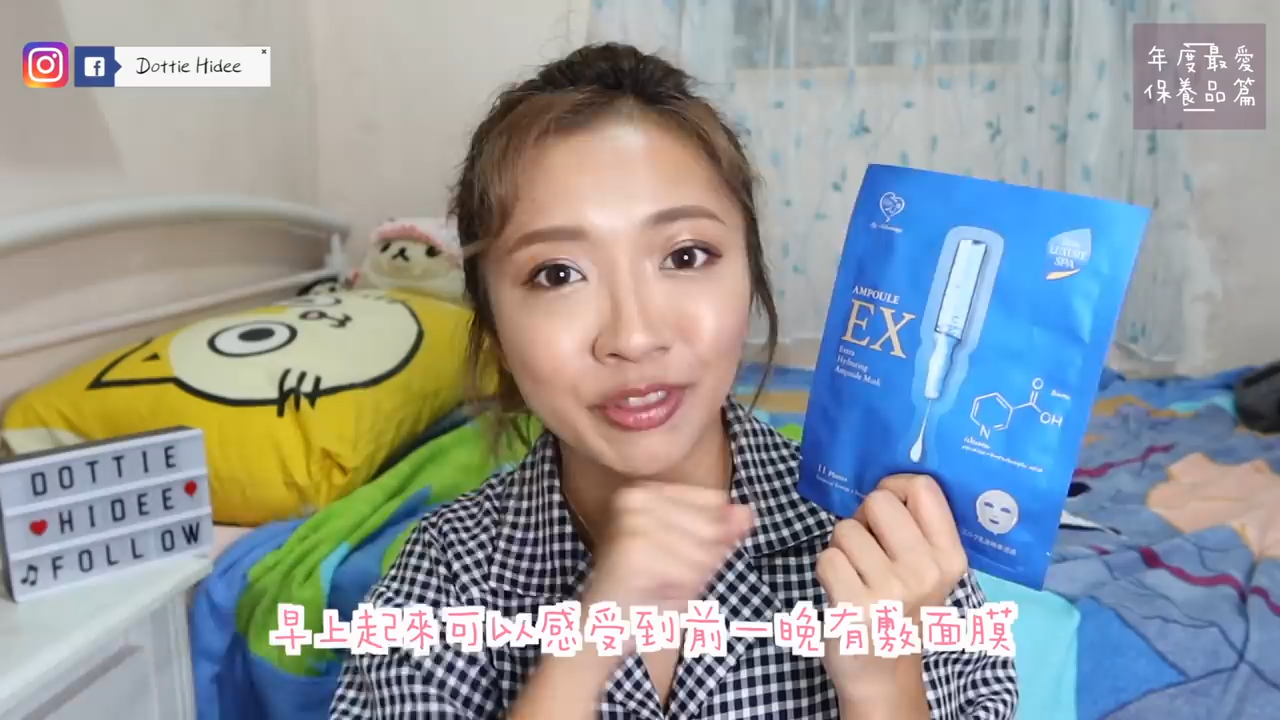 Dottie Hidee
年度最愛
保養品篇
LUXURY
SPA
AMPOULE
EX
Extra
Hydrating
Ampoule Mask
OH
N
11 Pluses
DOTTIE
HIDEE
FOLLOW
早上起來可以感受到前一晚有敷面膜